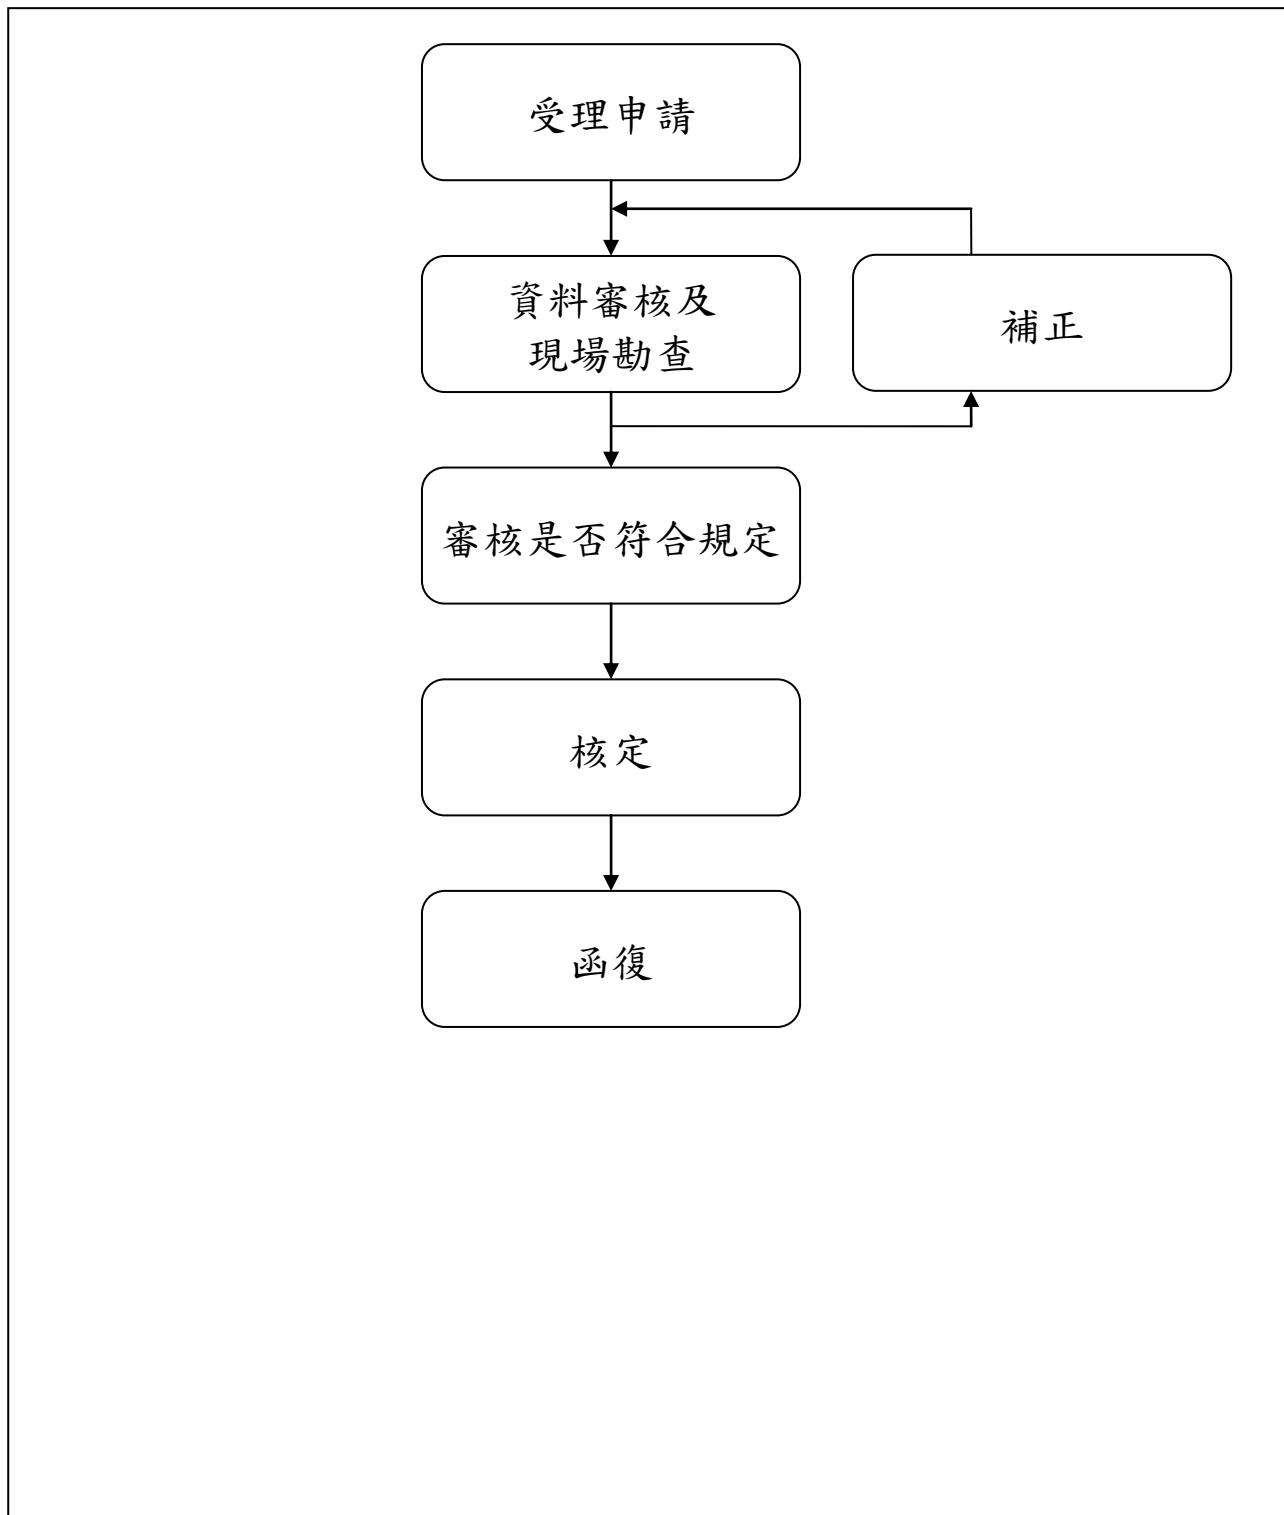 受理申請
資料審核及
現場勘查
補正
審核是否符合規定
核定
函復